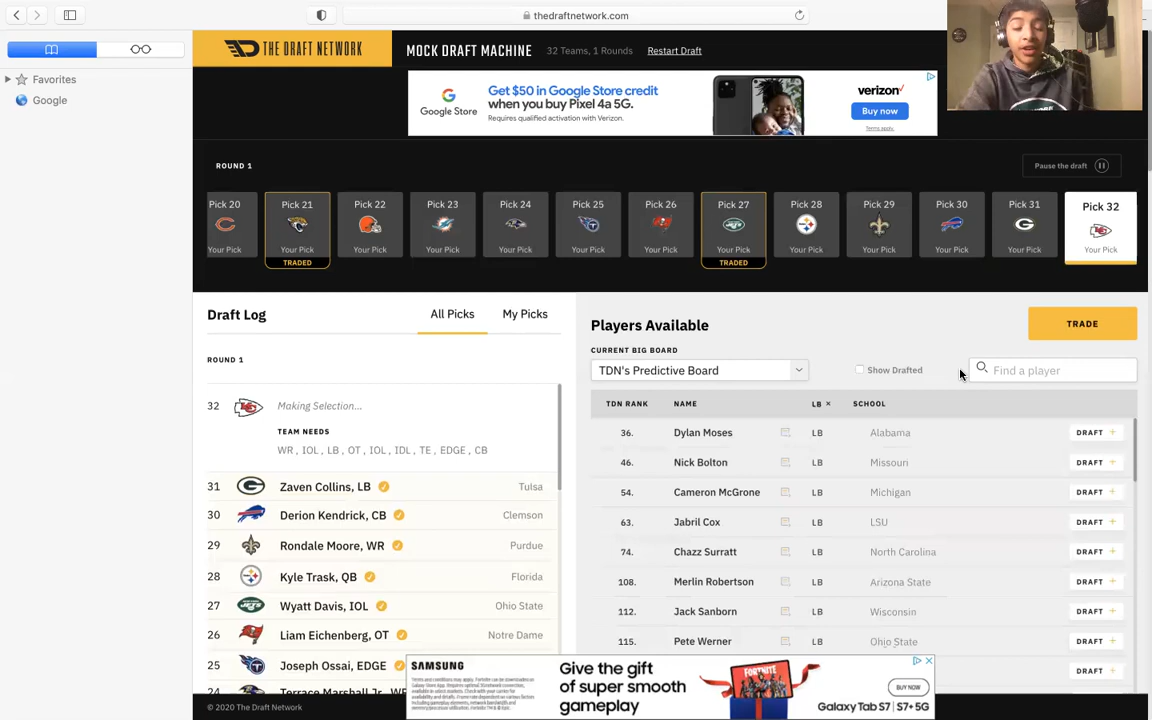 thedraftnetwork.com
Favorites
Google
THE DRAFT NETWORK
MOCK DRAFT MACHINE 32 Teams, 1 Rounds Restart Draft
Google Store
Get $50 in Google Store credit
when you buy Pixel 4a 5G.
Requires qualified activation with Verizon.
verizon
Buy now
Terms apply.
ROUND 1
Pause the draft
Pick 20 Pick 21 Pick 22 Pick 23 Pick 24 Pick 25 Pick 26 Pick 27 Pick 28 Pick 29 Pick 30 Pick 31 Pick 32
Your Pick Your Pick Your Pick Your Pick Your Pick Your Pick Your Pick Your Pick Your Pick Your Pick Your Pick Your Pick Your Pick
TRADED TRADED
Draft Log All Picks My Picks
ROUND 1
32 Making Selection...
TEAM NEEDS
WR , IOL , LB , OT , IOL , IDL , TE , EDGE , CB
31 Zaven Collins, LB Tulsa
30 Derion Kendrick, CB Clemson
29 Rondale Moore, WR Purdue
28 Kyle Trask, QB Florida
27 Wyatt Davis, IOL Ohio State
26 Liam Eichenberg, OT Notre Dame
25 Joseph Ossai, EDGE
24 Terrace Marshall Jr., WR
Players Available TRADE
CURRENT BIG BOARD
TDN's Predictive Board Show Drafted Find a player
TDN RANK NAME LB × SCHOOL
36. Dylan Moses LB Alabama DRAFT +
46. Nick Bolton LB Missouri DRAFT +
54. Cameron McGrone LB Michigan DRAFT +
63. Jabril Cox LB LSU DRAFT +
74. Chazz Surratt LB North Carolina DRAFT +
108. Merlin Robertson LB Arizona State DRAFT +
112. Jack Sanborn LB Wisconsin DRAFT +
115. Pete Werner LB Ohio State DRAFT +
DRAFT +
SAMSUNG
Give the gift
of super smooth
gameplay
BUY NOW
Galaxy Tab S7 | S7+ 5G
© 2020 The Draft Network